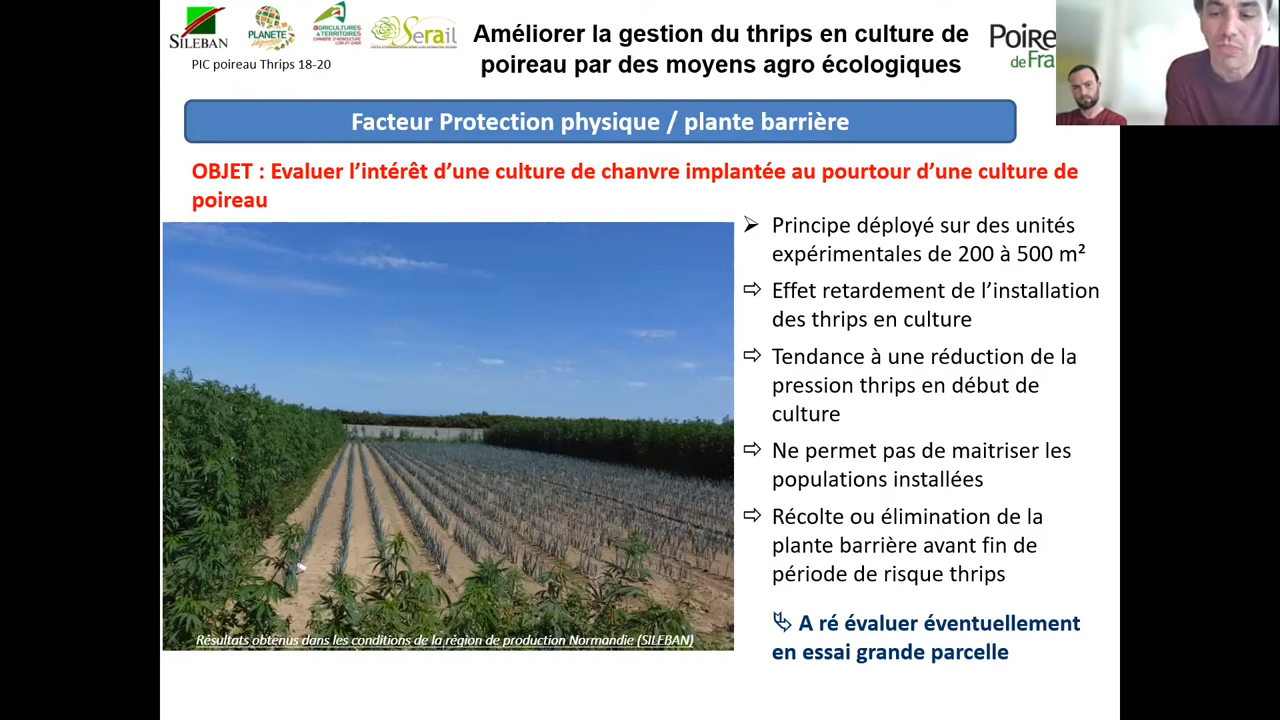 SILEBAN
PLANETE
légumes
AGRICULTURES
& TERRITOIRES
CHAMBRE D'AGRICULTURE
LOIR-ET-CHER
Serail
PIC poireau Thrips 18-20
Améliorer la gestion du thrips en culture de
poireau par des moyens agro écologiques
Poire
de Fra
Facteur Protection physique / plante barrière
OBJET : Evaluer l’intérêt d’une culture de chanvre implantée au pourtour d’une culture de
poireau
➢ Principe déployé sur des unités
expérimentales de 200 à 500 m²
⇨ Effet retardement de l’installation
des thrips en culture
⇨ Tendance à une réduction de la
pression thrips en début de
culture
⇨ Ne permet pas de maitriser les
populations installées
⇨ Récolte ou élimination de la
plante barrière avant fin de
période de risque thrips
A ré évaluer éventuellement
en essai grande parcelle
Résultats obtenus dans les conditions de la région de production Normandie (SILEBAN)